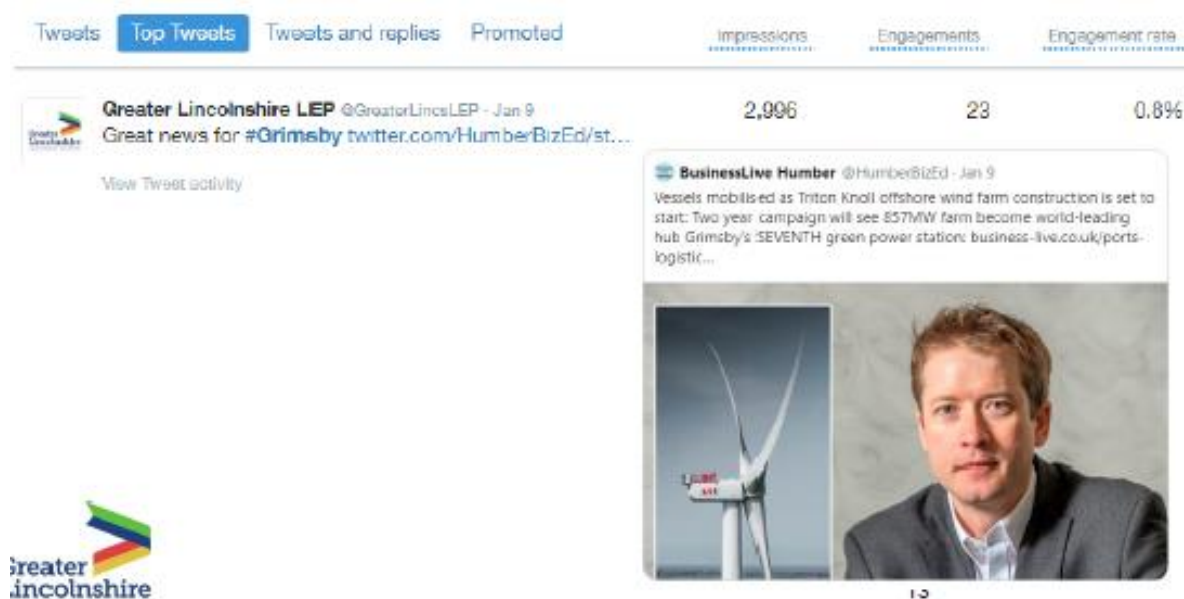 Tweets Top Tweets Tweets and replies Promoted Impressions Engagements Engagement rate
Greater Lincolnshire LEP @GreaterLincsLEP - Jan 9 2,996 23 0.8%
Great news for #Grimsby twitter.com/HumberBizEd/st...
View Tweet activity
BusinessLive Humber @HumberBizEd - Jan 9
Vessels mobilised as Triton Knoll offshore wind farm construction is set to
start: Two year campaign will see 857MW farm become world-leading
hub Grimsby's SEVENTH green power station: business-live.co.uk/ports-
logistic...
Greater
Lincolnshire